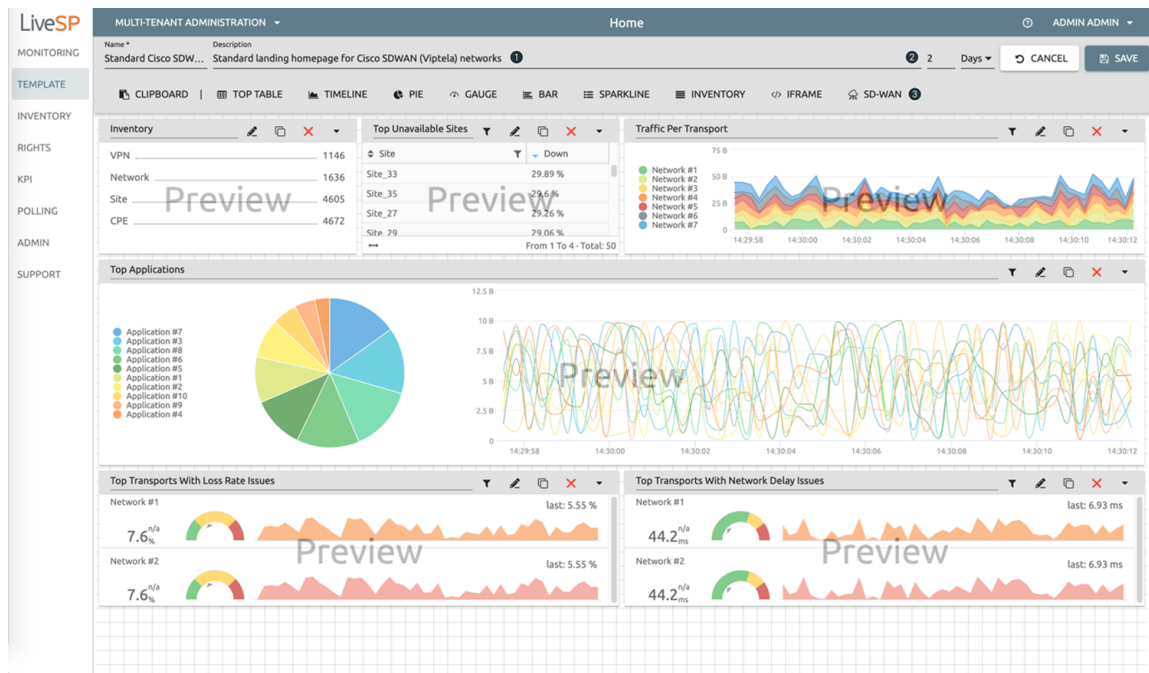 LiveSP
MULTI-TENANT ADMINISTRATION
Home
ADMIN ADMIN
MONITORING
TEMPLATE
INVENTORY
RIGHTS
KPI
POLLING
ADMIN
SUPPORT
Name *
Description
Standard Cisco SDW...
Standard landing homepage for Cisco SDWAN (Viptela) networks
1
2
2
Days
CANCEL
SAVE
CLIPBOARD | TOP TABLE TIMELINE PIE GAUGE BAR SPARKLINE INVENTORY IFRAME SD-WAN 3
Inventory
VPN 1146
Network 1636
Site 4605
CPE 4672
Preview
Top Unavailable Sites
Site Down
Site_33 29.89 %
Site_35 29.6 %
Site_27 29.26 %
Site_29 29.06 %
Preview
From 1 To 4 - Total: 50
Traffic Per Transport
Network #1
Network #2
Network #3
Network #4
Network #5
Network #6
Network #7
75 B
50 B
25 B
0
Preview
14:29:58 14:30:00 14:30:02 14:30:04 14:30:06 14:30:08 14:30:10 14:30:12
Top Applications
Application #7
Application #3
Application #8
Application #6
Application #5
Application #1
Application #2
Application #10
Application #9
Application #4
12.5 B
10 B
7.5 B
5 B
2.5 B
0
Preview
14:29:58 14:30:00 14:30:02 14:30:04 14:30:06 14:30:08 14:30:10 14:30:12
Top Transports With Loss Rate Issues
Network #1
last: 5.55 %
7.6 n/a %
Preview
Network #2
last: 5.55 %
7.6 n/a %
Top Transports With Network Delay Issues
Network #1
last: 6.93 ms
44.2 n/a ms
Preview
Network #2
last: 6.93 ms
44.2 n/a ms